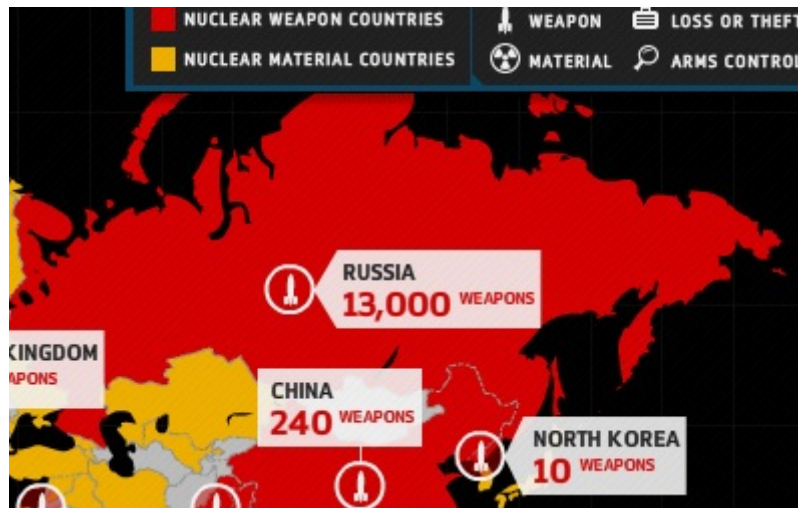 NUCLEAR WEAPON COUNTRIES
NUCLEAR MATERIAL COUNTRIES
WEAPON
LOSS OR THEFT
MATERIAL
ARMS CONTROL
RUSSIA
13,000 WEAPONS
KINGDOM
APONS
CHINA
240 WEAPONS
NORTH KOREA
10 WEAPONS